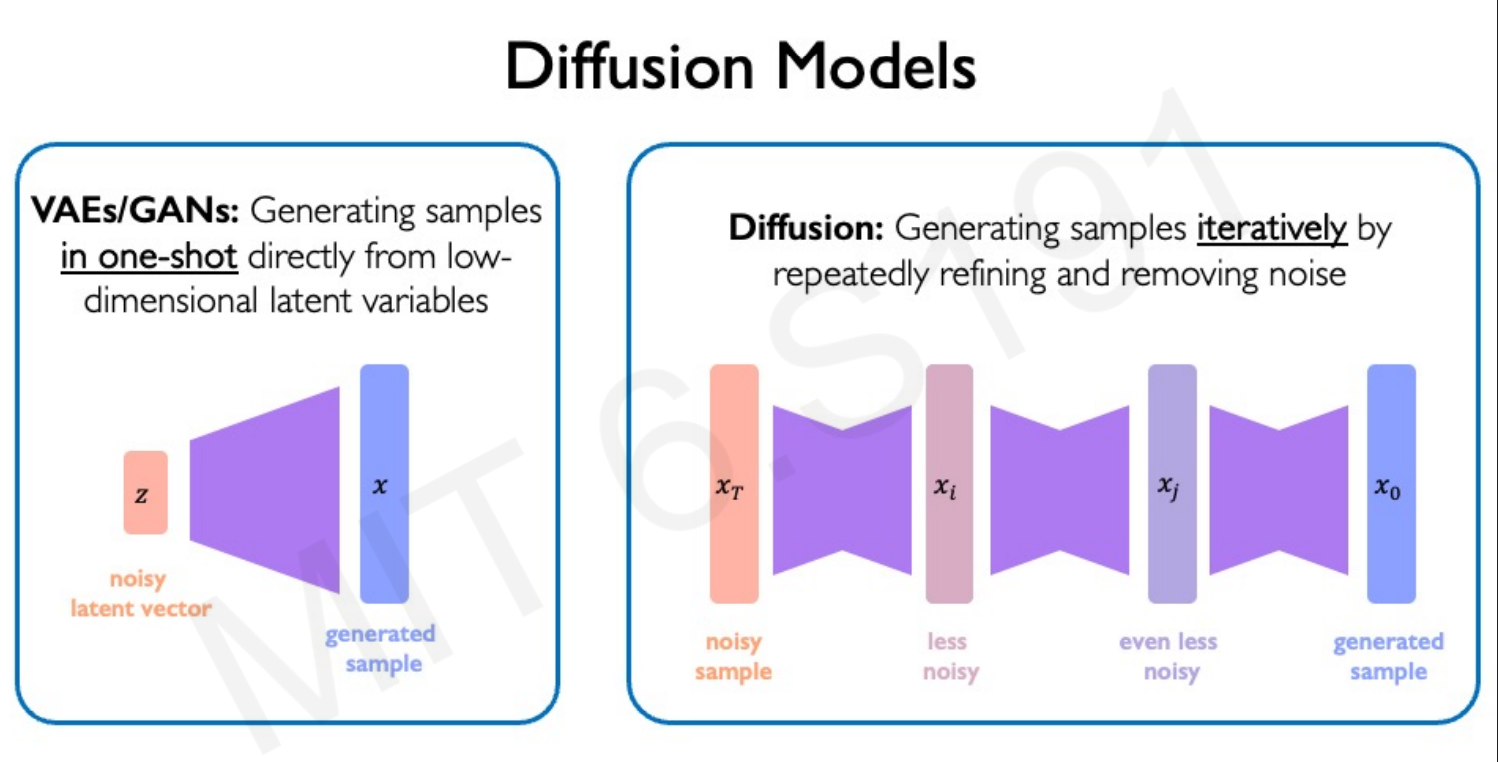 Diffusion Models
VAEs/GANs: Generating samples
in one-shot directly from low-
dimensional latent variables
z
x
noisy
latent vector
generated
sample
Diffusion: Generating samples iteratively by
repeatedly refining and removing noise
x_T
x_i
x_j
x_0
noisy
sample
less
noisy
even less
noisy
generated
sample
MIT 6.S191